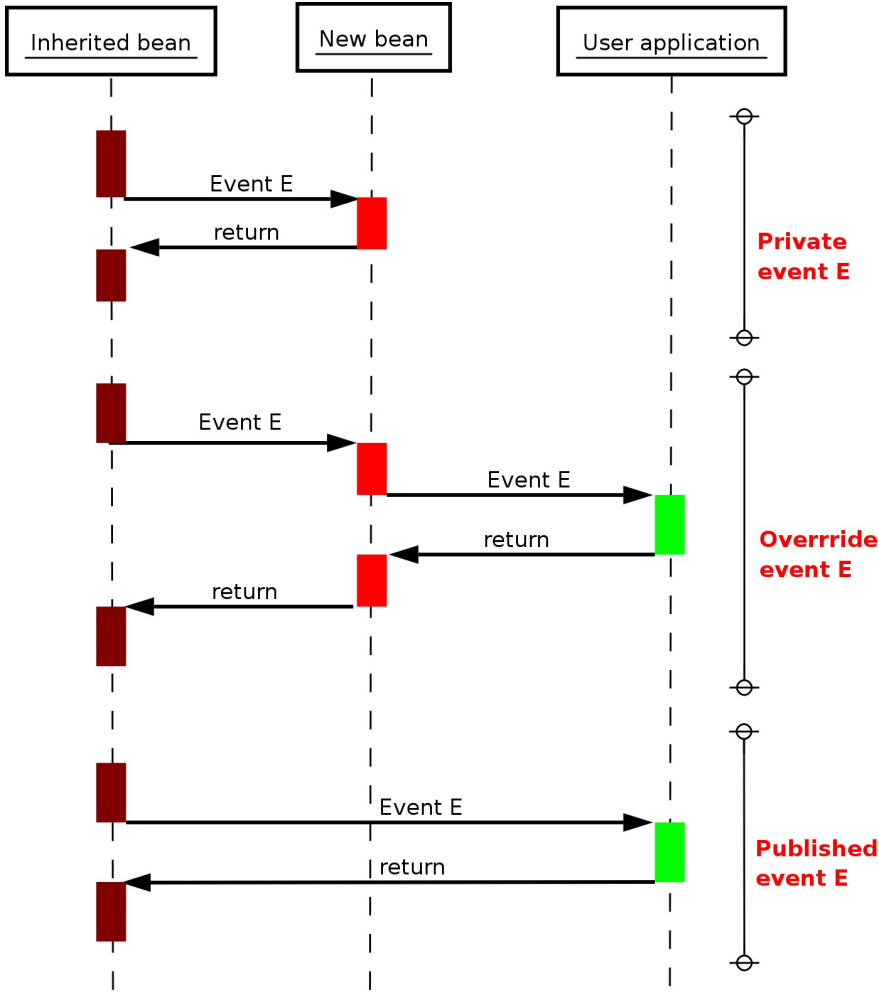 Inherited bean
New bean
User application
Event E
return
Private
event E
Event E
Event E
return
return
Overrride
event E
Event E
return
Published
event E